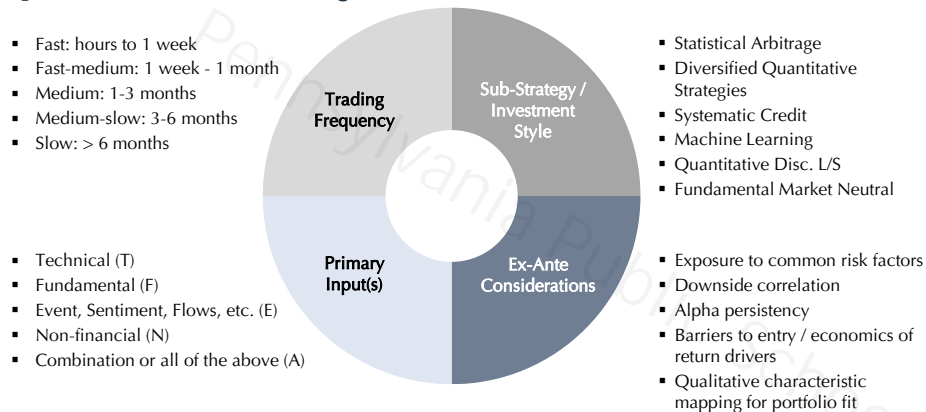 ▪ Fast: hours to 1 week
▪ Fast-medium: 1 week - 1 month
▪ Medium: 1-3 months
▪ Medium-slow: 3-6 months
▪ Slow: > 6 months
Trading
Frequency
Sub-Strategy /
Investment
Style
▪ Statistical Arbitrage
▪ Diversified Quantitative
Strategies
▪ Systematic Credit
▪ Machine Learning
▪ Quantitative Disc. L/S
▪ Fundamental Market Neutral
▪ Technical (T)
▪ Fundamental (F)
▪ Event, Sentiment, Flows, etc. (E)
▪ Non-financial (N)
▪ Combination or all of the above (A)
Primary
Input(s)
Ex-Ante
Considerations
▪ Exposure to common risk factors
▪ Downside correlation
▪ Alpha persistency
▪ Barriers to entry / economics of
return drivers
▪ Qualitative characteristic
mapping for portfolio fit
Pennsylvania Public